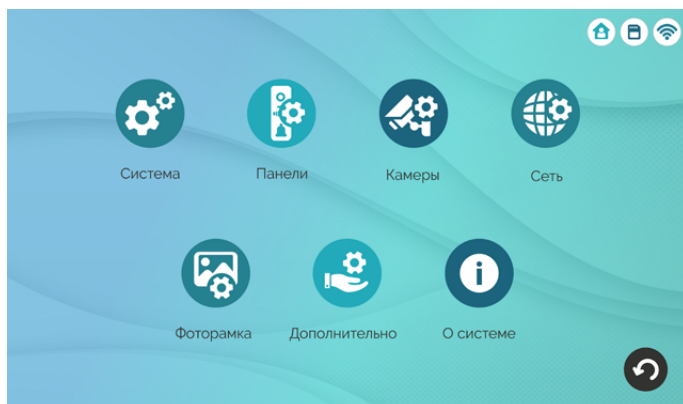 Система
Панели
Камеры
Сеть
Фоторамка
Дополнительно
О системе